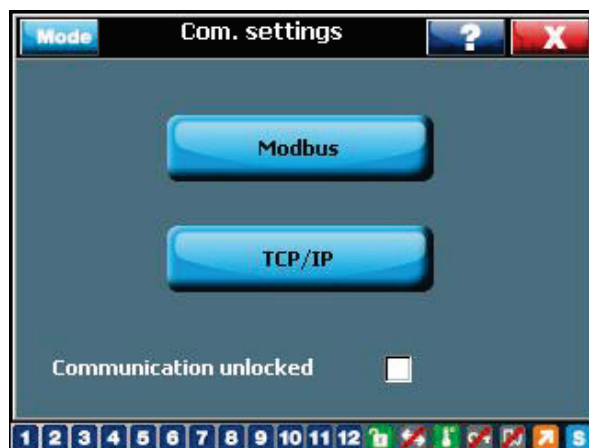 Mode Com. settings ? X
Modbus
TCP/IP
Communication unlocked
1 2 3 4 5 6 7 8 9 10 11 12 S